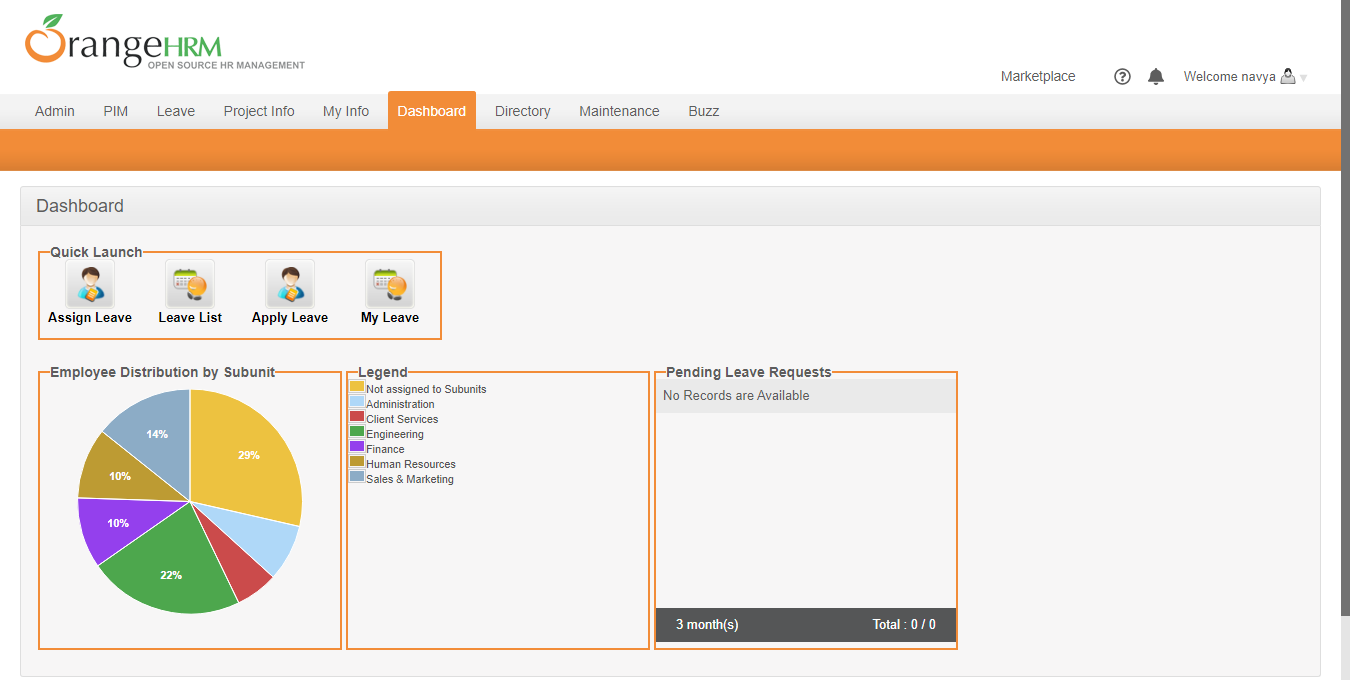 OrangeHRM
OPEN SOURCE HR MANAGEMENT
Marketplace ? Welcome navya
Admin PIM Leave Project Info My Info Dashboard Directory Maintenance Buzz
Dashboard
Quick Launch
Assign Leave Leave List Apply Leave My Leave
Employee Distribution by Subunit
29%
14%
10%
10%
22%
Legend
Not assigned to Subunits
Administration
Client Services
Engineering
Finance
Human Resources
Sales & Marketing
Pending Leave Requests
No Records are Available
3 month(s) Total : 0 / 0